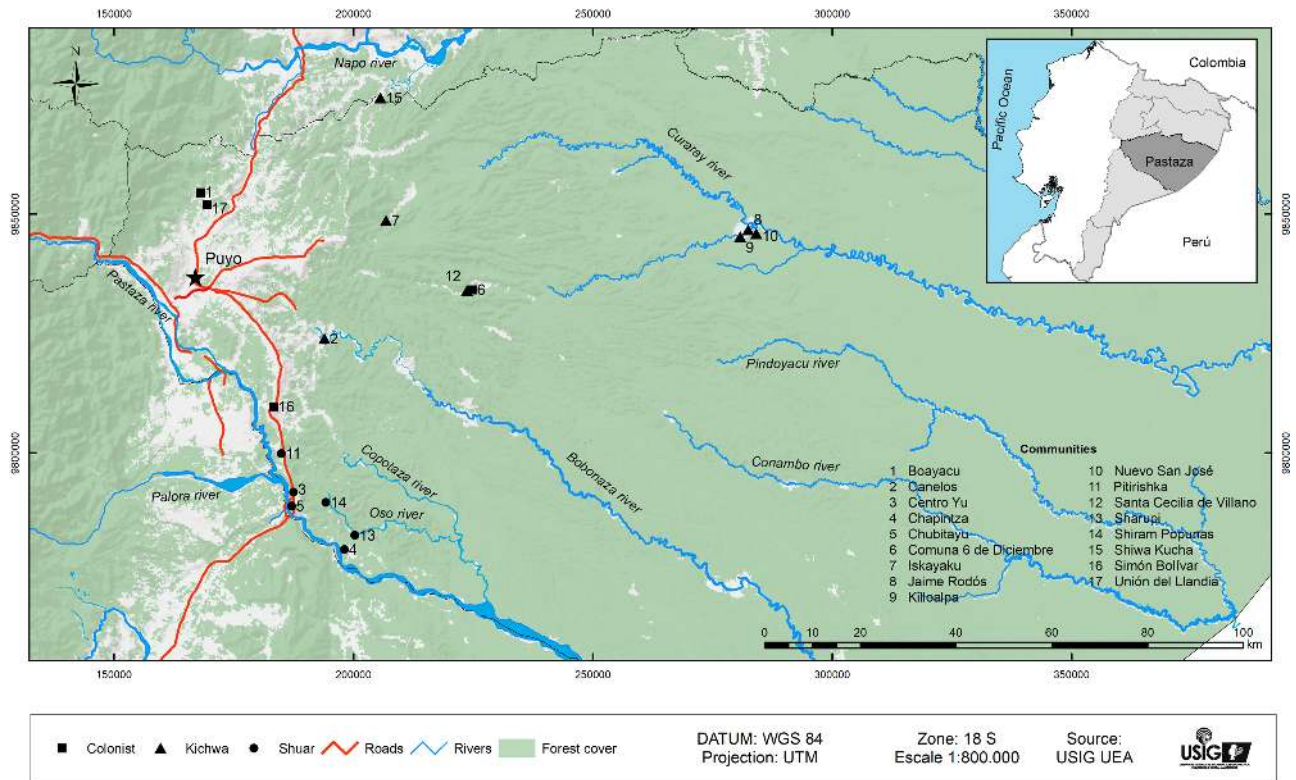 150000
200000
250000
300000
350000
N
Napo river
15
Colombia
Pacific Ocean
Pastaza
Perú
Curaray river
1
17
9850000
9850000
7
8
10
9
Puyo
12
6
Pastaza river
2
Pindoyacu river
16
9800000
9800000
11
Copotaza river
Bobonaza river
Conambo river
Palora river
3
14
5
Oso river
13
4
Communities
1 Boayacu
2 Canelos
3 Centro Yu
4 Chapintza
5 Chubitayu
6 Comuna 6 de Diciembre
7 Iskayaku
8 Jaime Rodós
9 Killoalpa
10 Nuevo San José
11 Pitirishka
12 Santa Cecilia de Villano
13 Sharupi
14 Shiram Popunas
15 Shiwa Kucha
16 Simón Bolívar
17 Unión del Llandia
0 10 20 40 60 80 100
km
150000
200000
250000
300000
350000
Colonist
Kichwa
Shuar
Roads
Rivers
Forest cover
DATUM: WGS 84
Projection: UTM
Zone: 18 S
Escale 1:800.000
Source:
USIG UEA
USIG